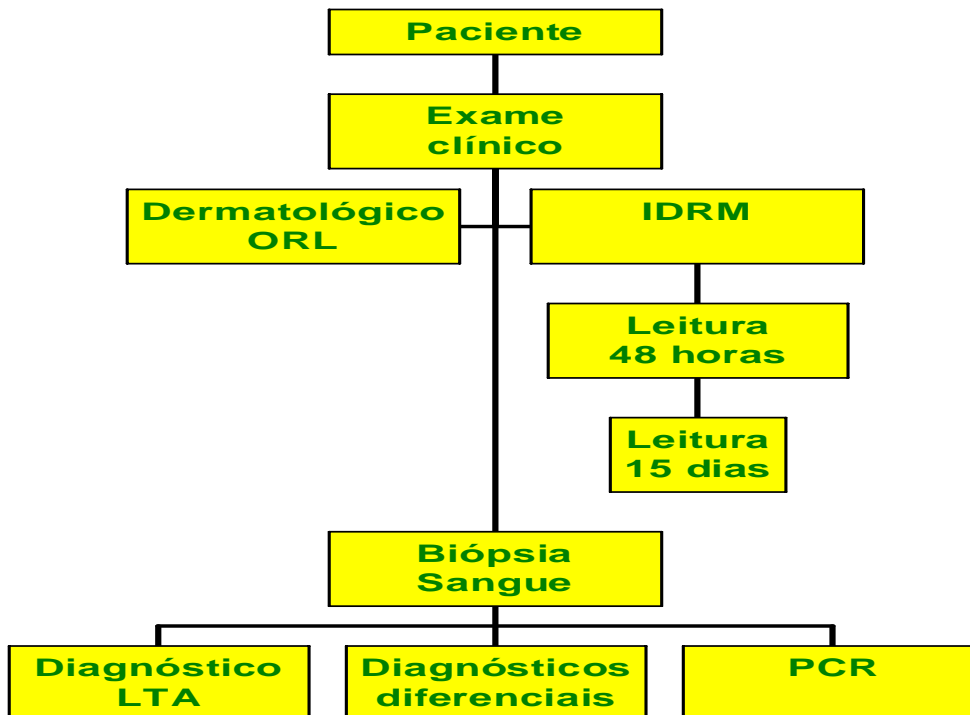 Paciente
Exame
clínico
Dermatológico
ORL
IDRM
Leitura
48 horas
Leitura
15 dias
Biópsia
Sangue
Diagnóstico
LTA
Diagnósticos
diferenciais
PCR